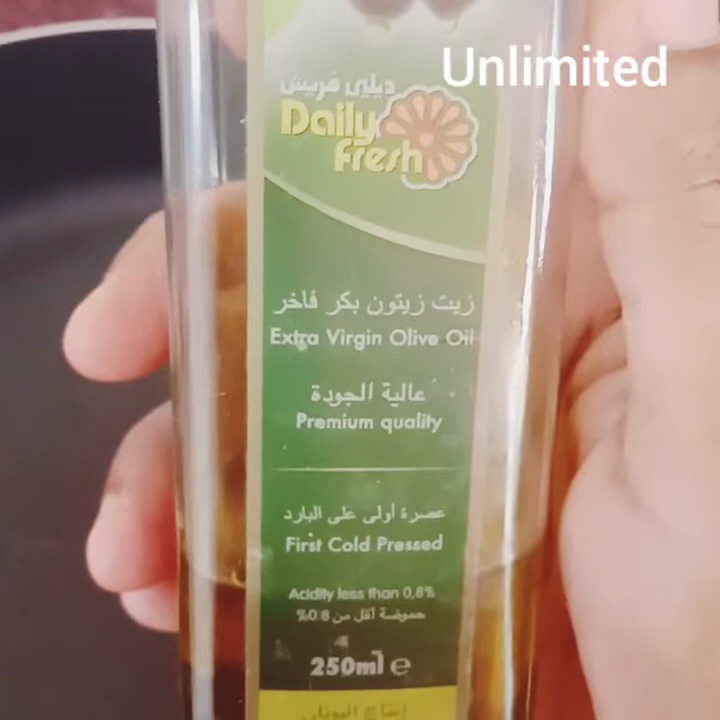 Unlimited
ديلي فريش
Daily
Fresh
زيت زيتون بكر فاخر
Extra Virgin Olive Oil
عالية الجودة
Premium quality
عصرة أولى على البارد
First Cold Pressed
Acidity less than 0,8%
حموضة أقل من 0.8%
250ml e